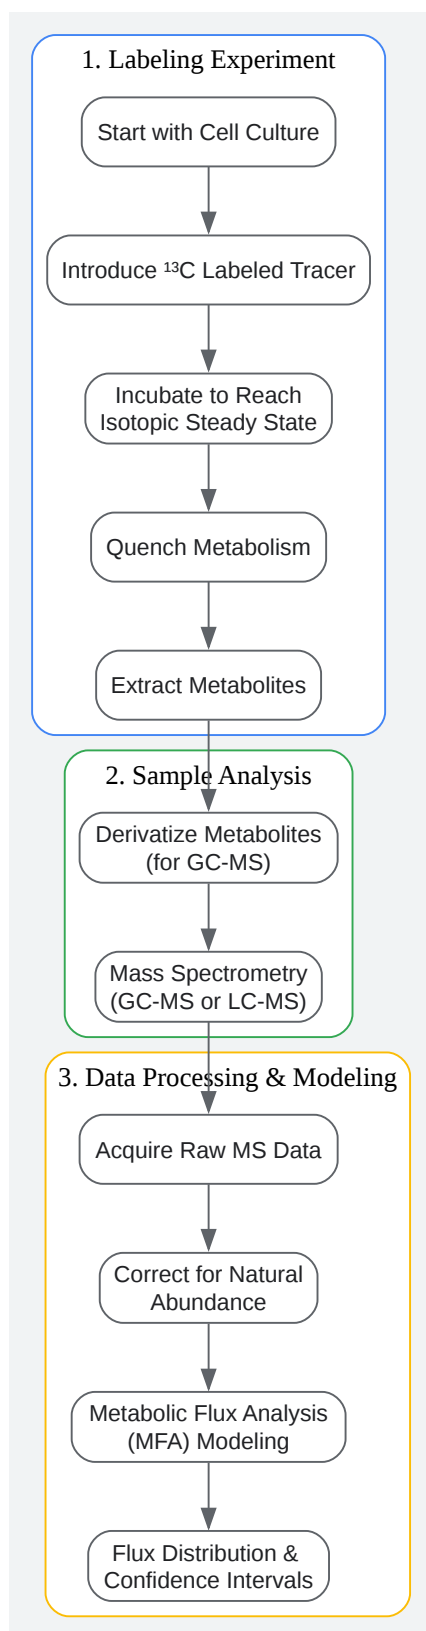 1. Labeling Experiment
Start with Cell Culture
Introduce ¹³C Labeled Tracer
Incubate to Reach
Isotopic Steady State
Quench Metabolism
Extract Metabolites
2. Sample Analysis
Derivatize Metabolites
(for GC-MS)
Mass Spectrometry
(GC-MS or LC-MS)
3. Data Processing & Modeling
Acquire Raw MS Data
Correct for Natural
Abundance
Metabolic Flux Analysis
(MFA) Modeling
Flux Distribution &
Confidence Intervals